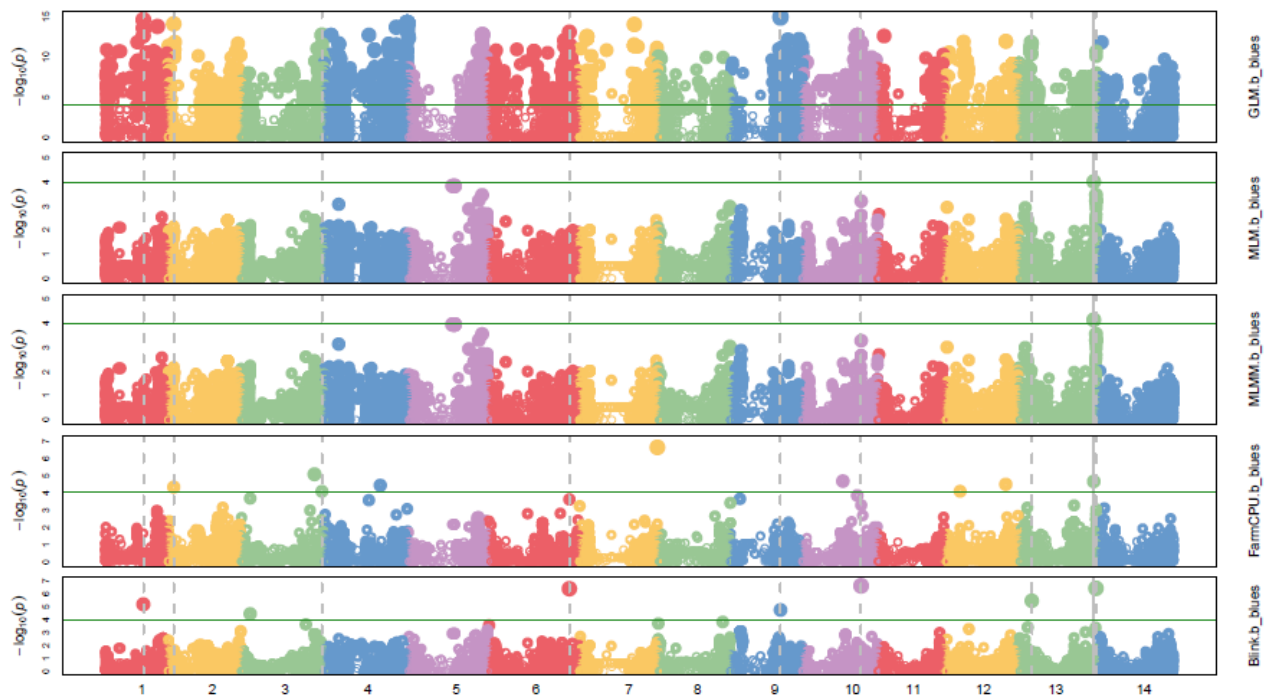 −log₁₀(p)
0 5 10 15
GLM.b_blues
−log₁₀(p)
0 1 2 3 4 5
MLM.b_blues
−log₁₀(p)
0 1 2 3 4 5
MLMM.b_blues
−log₁₀(p)
0 1 2 3 4 5 6 7
FarmCPU.b_blues
−log₁₀(p)
0 1 2 3 4 5 6 7
Blink.b_blues
1 2 3 4 5 6 7 8 9 10 11 12 13 14